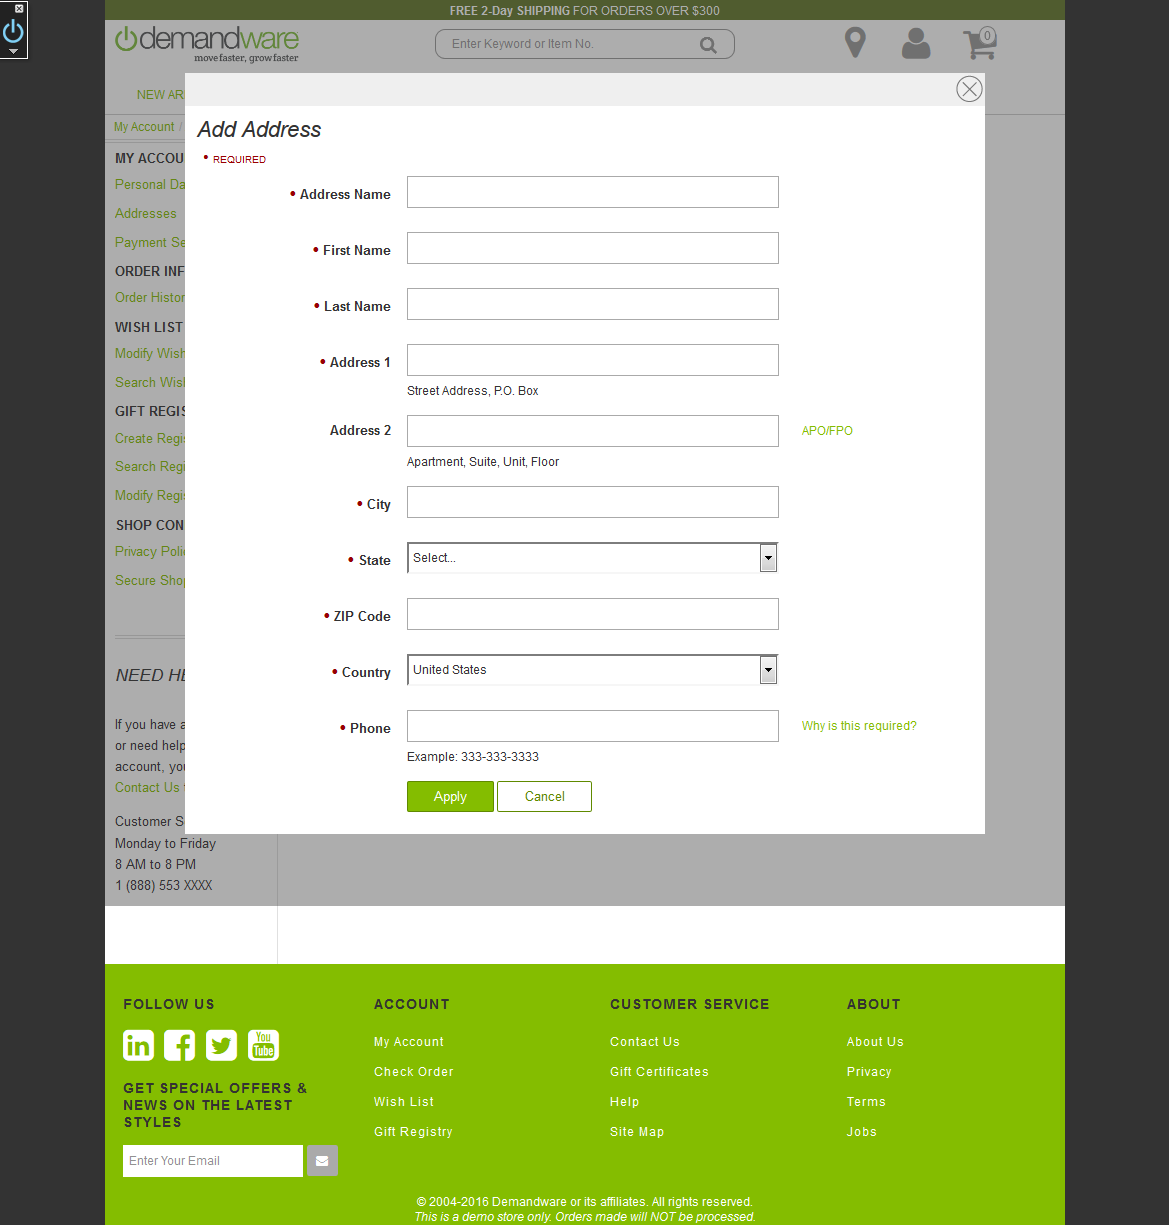 FREE 2-Day SHIPPING FOR ORDERS OVER $300
demandware
move faster, grow faster
Enter Keyword or Item No.
0
NEW AR
My Account /
Add Address
• REQUIRED
MY ACCOU
Personal Da
Addresses
Payment Se
ORDER INF
Order Histor
WISH LIST
Modify Wish
Search Wish
GIFT REGIS
Create Regi
Search Regi
Modify Regi
SHOP CON
Privacy Polic
Secure Shop
NEED HE
If you have a
or need help
account, you
Contact Us
Customer S
Monday to Friday
8 AM to 8 PM
1 (888) 553 XXXX
• Address Name
• First Name
• Last Name
• Address 1
Street Address, P.O. Box
Address 2
APO/FPO
Apartment, Suite, Unit, Floor
• City
• State
Select...
• ZIP Code
• Country
United States
• Phone
Why is this required?
Example: 333-333-3333
Apply
Cancel
FOLLOW US
You
Tube
GET SPECIAL OFFERS &
NEWS ON THE LATEST
STYLES
Enter Your Email
ACCOUNT
My Account
Check Order
Wish List
Gift Registry
CUSTOMER SERVICE
Contact Us
Gift Certificates
Help
Site Map
ABOUT
About Us
Privacy
Terms
Jobs
© 2004-2016 Demandware or its affiliates. All rights reserved.
This is a demo store only. Orders made will NOT be processed.